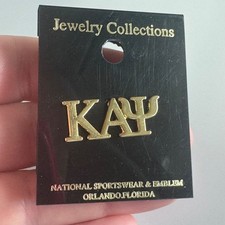 Jewelry Collections
ΚΑΨ
NATIONAL SPORTSWEAR & EMBLEM
ORLANDO,FLORIDA